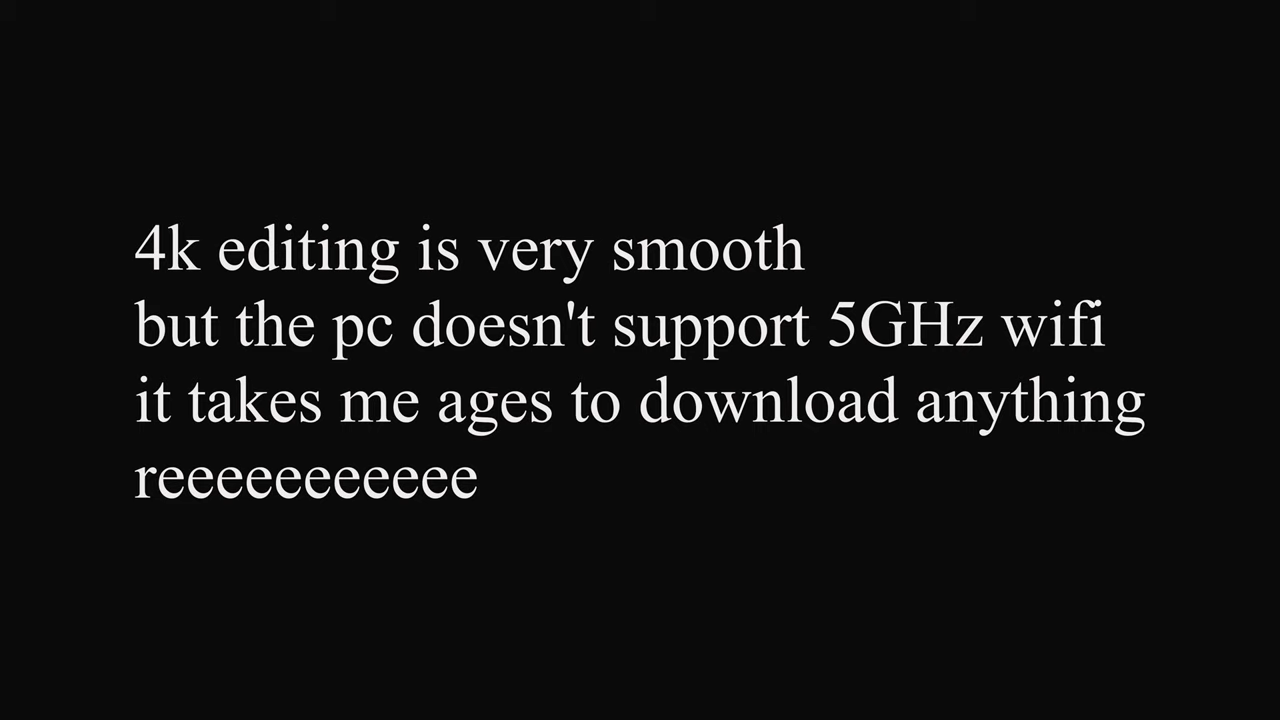 4k editing is very smooth
but the pc doesn't support 5GHz wifi
it takes me ages to download anything
reeeeeeeeeee